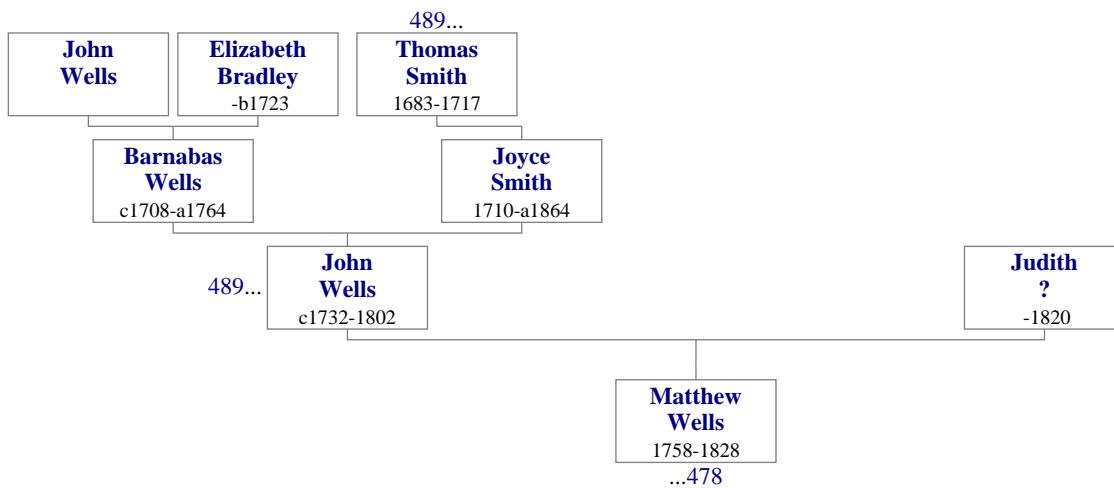 489...
John
Wells
Elizabeth
Bradley
-b1723
Thomas
Smith
1683-1717
Barnabas
Wells
c1708-a1764
Joyce
Smith
1710-a1864
489...
John
Wells
c1732-1802
Judith
?
-1820
Matthew
Wells
1758-1828
...478